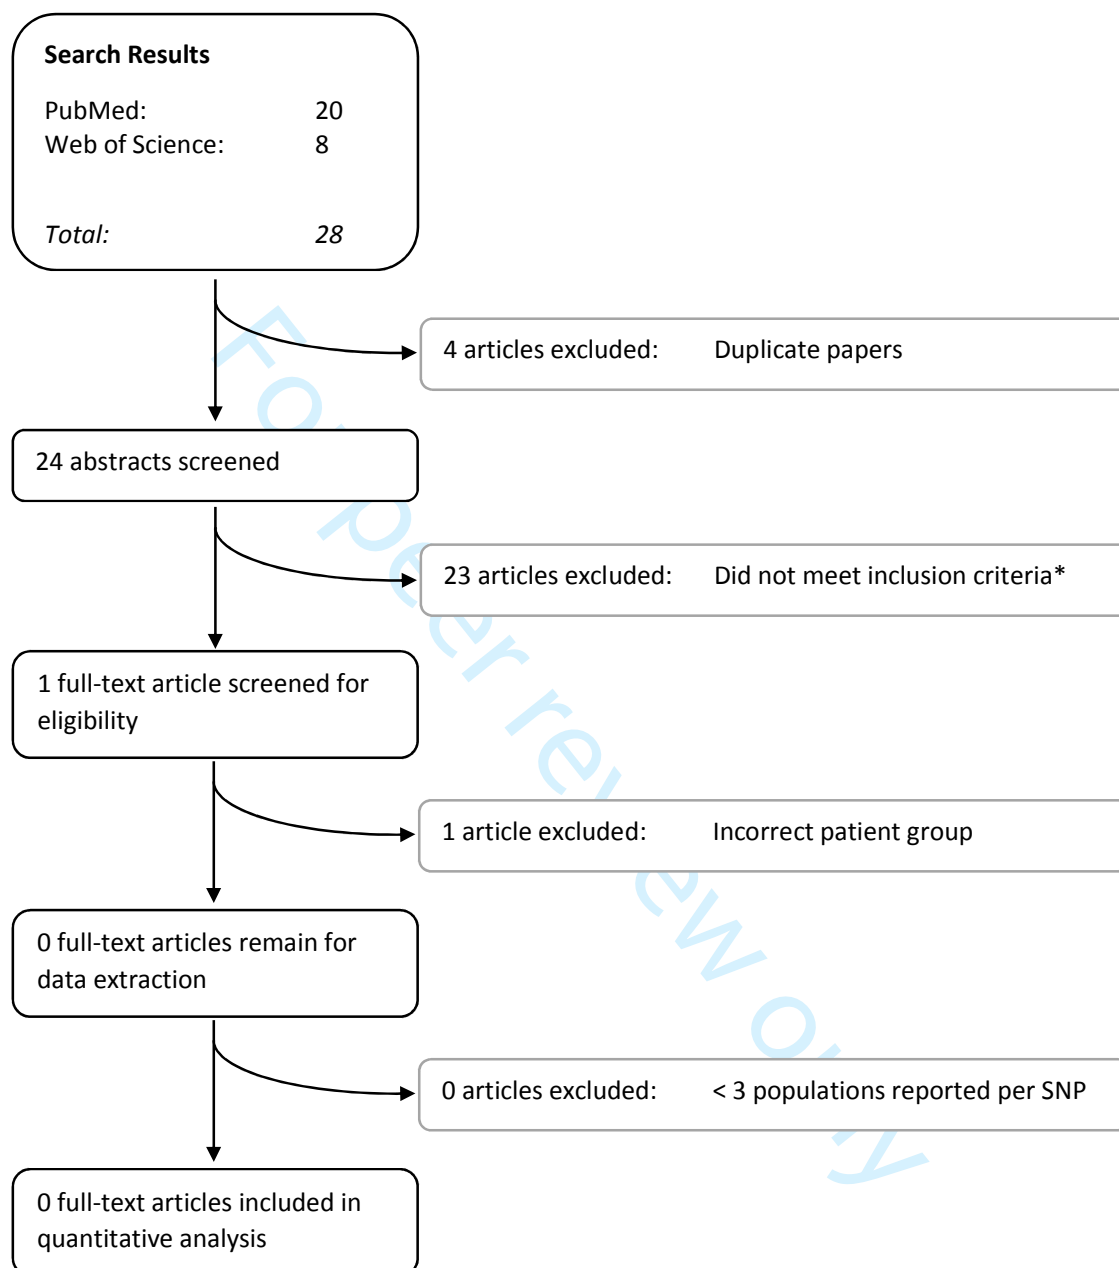 Search Results
PubMed: 20
Web of Science: 8
Total: 28
4 articles excluded: Duplicate papers
24 abstracts screened
23 articles excluded: Did not meet inclusion criteria*
1 full-text article screened for
eligibility
1 article excluded: Incorrect patient group
0 full-text articles remain for
data extraction
0 articles excluded: < 3 populations reported per SNP
0 full-text articles included in
quantitative analysis
For peer review only